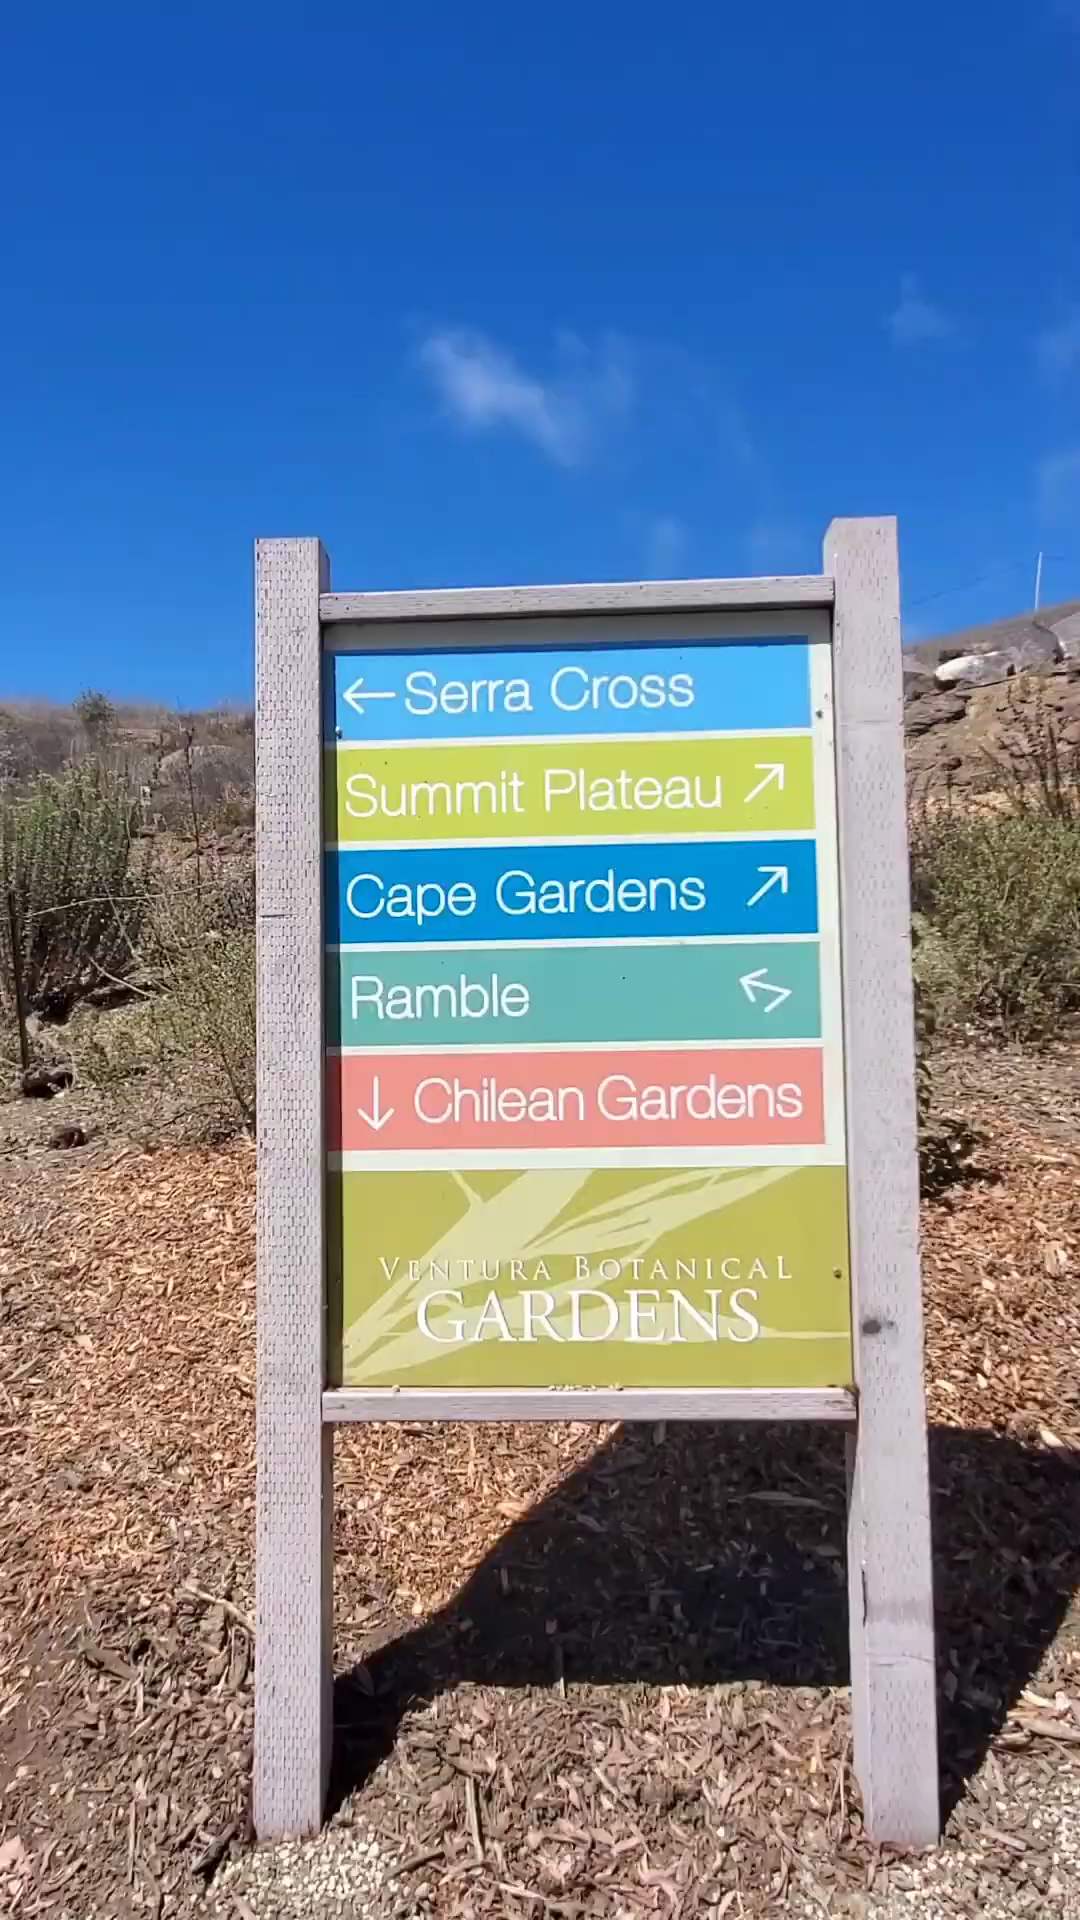 ← Serra Cross
Summit Plateau ↗
Cape Gardens ↗
Ramble
↓ Chilean Gardens
VENTURA BOTANICAL
GARDENS